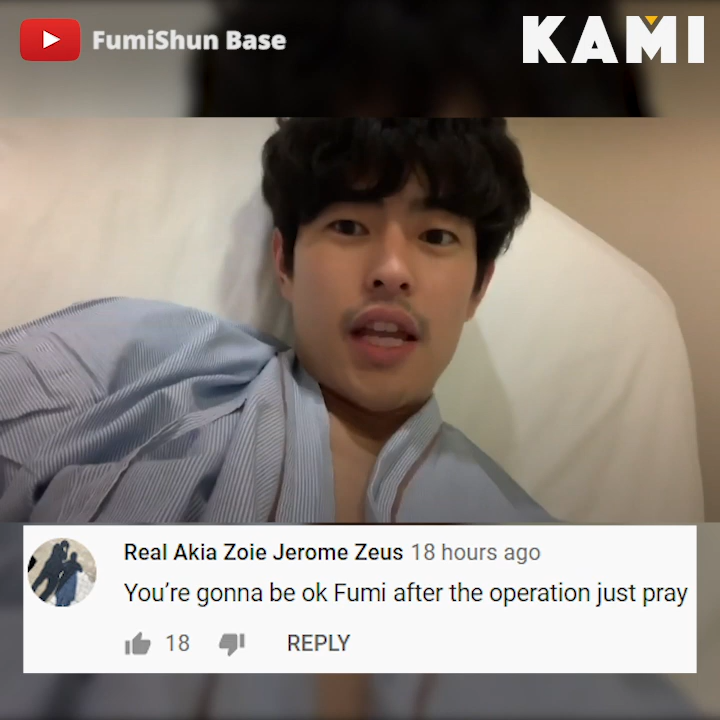 FumiShun Base
KAMI
Real Akia Zoie Jerome Zeus 18 hours ago
You're gonna be ok Fumi after the operation just pray
18 REPLY